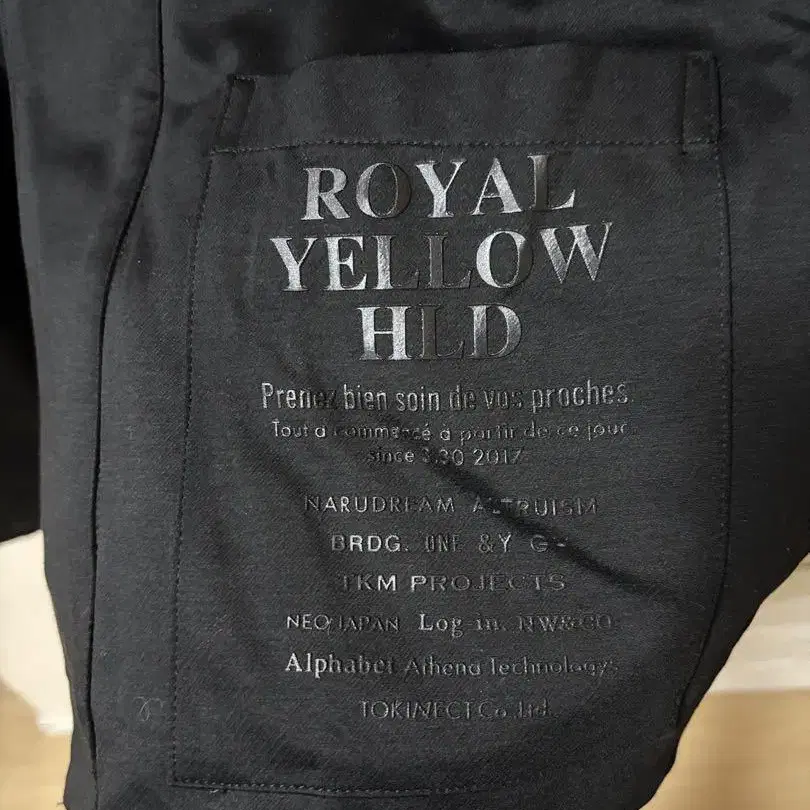 ROYAL
YELLOW
HLD
Prenez bien soin de vos proches.
Tout a commencé à partir de ce jour.
since 3.30 2017
NARUDREAM ALTRUISM
BRDG. ONE &Y
TKM PROJECTS
NEO JAPAN Log-in. NW&CO
Alphabet Athena Technologys
TOKINECT Co.,Ltd.